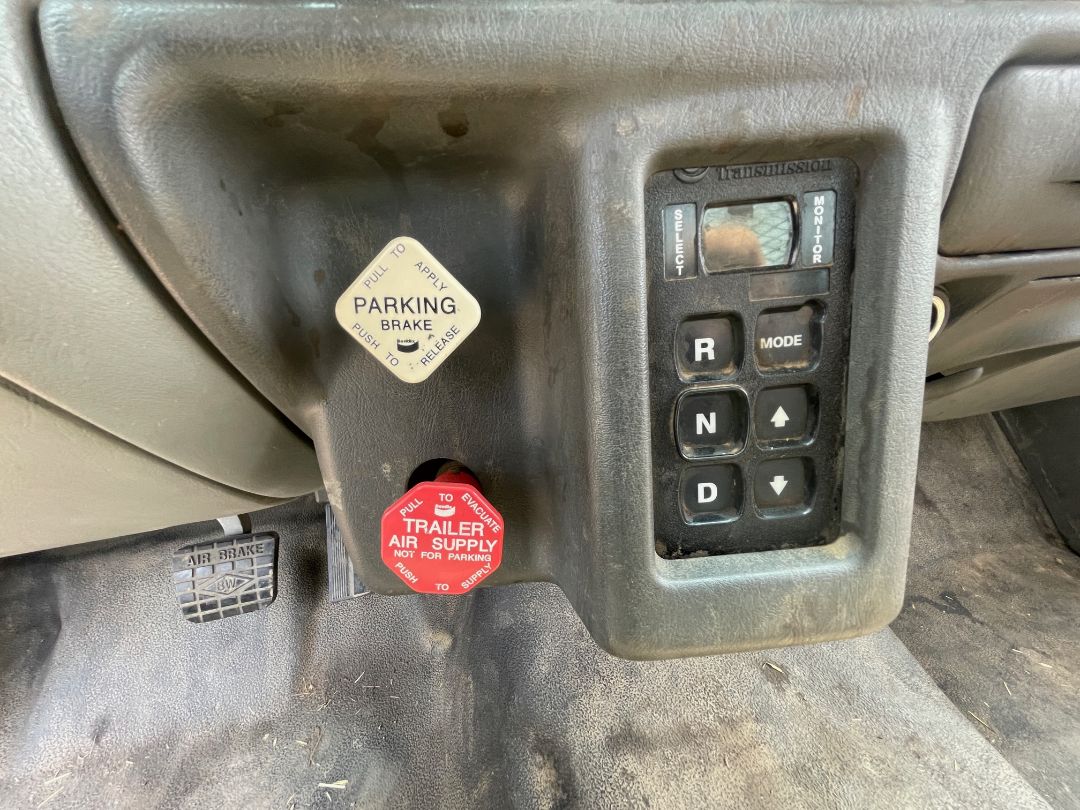 PULL TO
APPLY
PARKING
BRAKE
PUSH TO
RELEASE
PULL TO EVACUATE
TRAILER
AIR SUPPLY
NOT FOR PARKING
PUSH TO SUPPLY
AIR BRAKE
BW
Transmission
SELECT
MONITOR
R
MODE
N
D